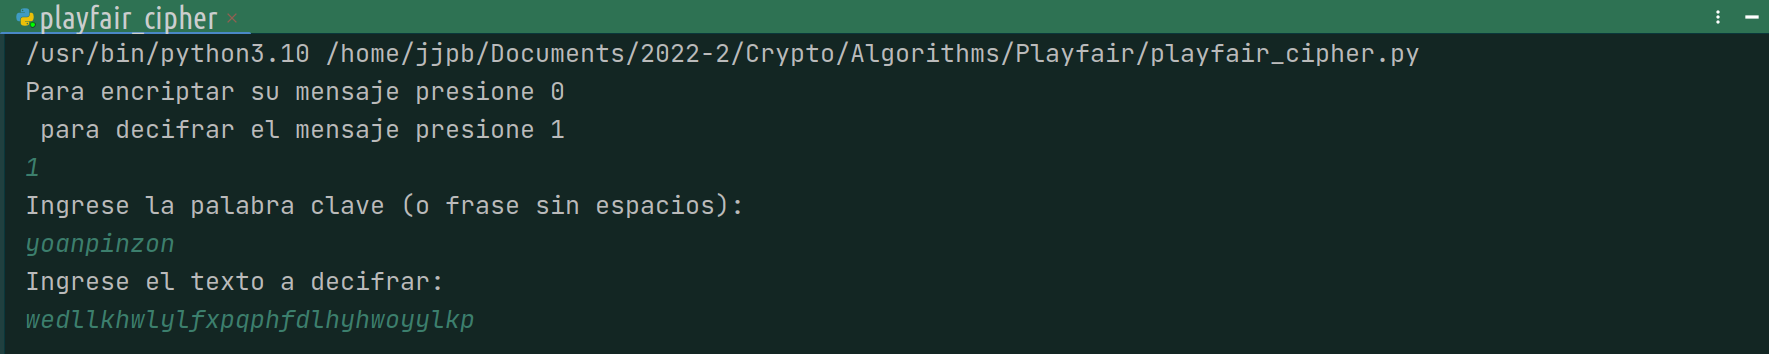 playfair_cipher ×
/usr/bin/python3.10 /home/jjpb/Documents/2022-2/Crypto/Algorithms/Playfair/playfair_cipher.py
Para encriptar su mensaje presione 0
para decifrar el mensaje presione 1
1
Ingrese la palabra clave (o frase sin espacios):
yoanpinzon
Ingrese el texto a decifrar:
wedllkhwlylfxpqphfdlhyhwoyylkp